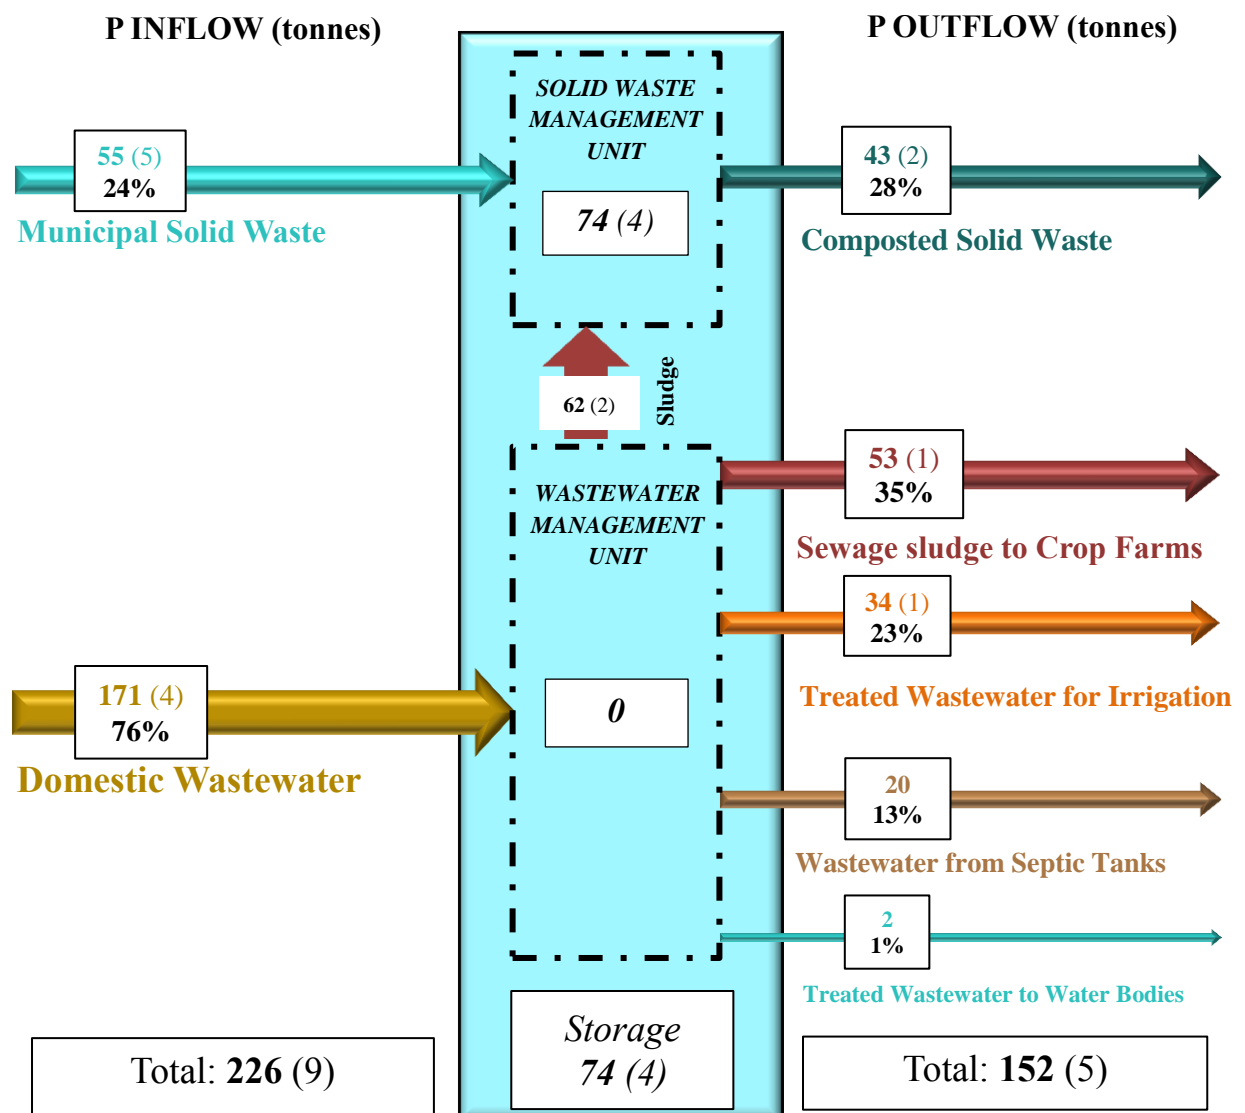 P INFLOW (tonnes)
P OUTFLOW (tonnes)
SOLID WASTE
MANAGEMENT
UNIT
74 (4)
55 (5)
24%
Municipal Solid Waste
43 (2)
28%
Composted Solid Waste
62 (2)
Sludge
WASTEWATER
MANAGEMENT
UNIT
0
53 (1)
35%
Sewage sludge to Crop Farms
34 (1)
23%
Treated Wastewater for Irrigation
171 (4)
76%
Domestic Wastewater
20
13%
Wastewater from Septic Tanks
2
1%
Treated Wastewater to Water Bodies
Total: 226 (9)
Storage
74 (4)
Total: 152 (5)